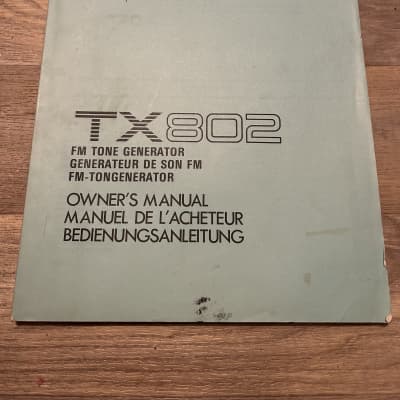 TX802
FM TONE GENERATOR
GENERATEUR DE SON FM
FM-TONGENERATOR
OWNER'S MANUAL
MANUEL DE L'ACHETEUR
BEDIENUNGSANLEITUNG